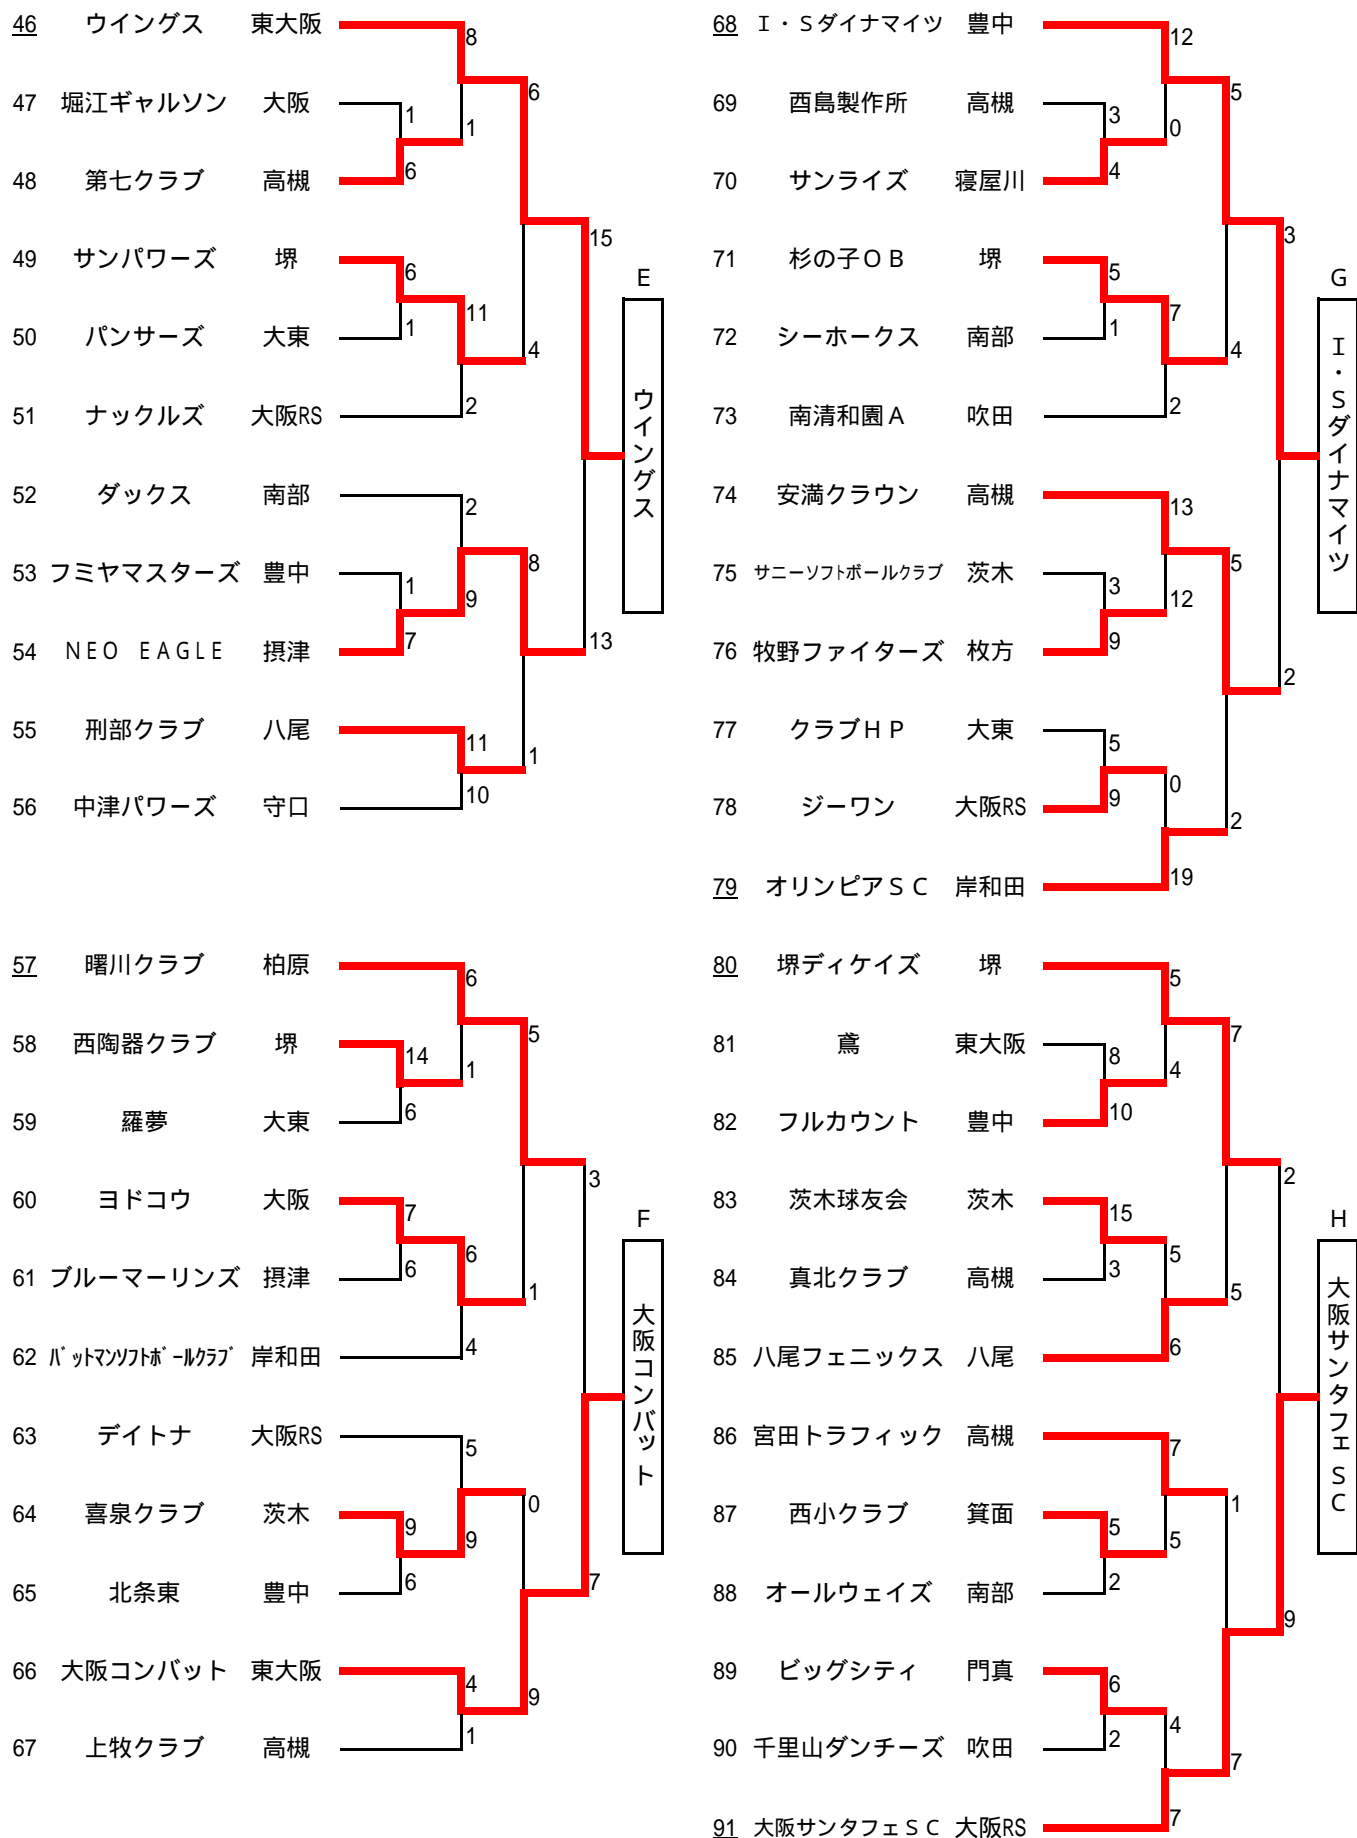 46 ウイングス 東大阪
8
6
47 堀江ギャルソン 大阪
1
1
48 第七クラブ 高槻
6
15
49 サンパワーズ 堺
6
11
50 パンサーズ 大東
1
4
51 ナックルズ 大阪RS
2
E
ウイングス
52 ダックス 南部
2
8
53 フミヤマスターズ 豊中
1
9
54 NEO EAGLE 摂津
7
13
55 刑部クラブ 八尾
11
1
56 中津パワーズ 守口
10
57 曙川クラブ 柏原
6
5
58 西陶器クラブ 堺
14
1
59 羅夢 大東
6
3
60 ヨドコウ 大阪
7
6
61 ブルーマーリンズ 摂津
6
1
62 バットマンソフトボールクラブ 岸和田
4
F
大阪コンバット
63 デイトナ 大阪RS
5
0
64 喜泉クラブ 茨木
9
9
65 北条東 豊中
6
7
66 大阪コンバット 東大阪
4
9
67 上牧クラブ 高槻
1
68 I・Sダイナマイツ 豊中
12
5
69 酉島製作所 高槻
3
0
70 サンライズ 寝屋川
4
3
71 杉の子OB 堺
5
7
72 シーホークス 南部
1
4
73 南清和園A 吹田
2
G
I・Sダイナマイツ
74 安満クラウン 高槻
13
5
75 サニーソフトボールクラブ 茨木
3
12
76 牧野ファイターズ 枚方
9
2
77 クラブHP 大東
5
0
78 ジーワン 大阪RS
9
2
79 オリンピアSC 岸和田
19
80 堺ディケイズ 堺
5
7
81 鳶 東大阪
8
4
82 フルカウント 豊中
10
2
83 茨木球友会 茨木
15
5
84 真北クラブ 高槻
3
5
85 八尾フェニックス 八尾
6
H
大阪サンタフェSC
86 宮田トラフィック 高槻
7
1
87 西小クラブ 箕面
5
5
88 オールウェイズ 南部
2
9
89 ビッグシティ 門真
6
4
90 千里山ダンチーズ 吹田
2
7
91 大阪サンタフェSC 大阪RS
7